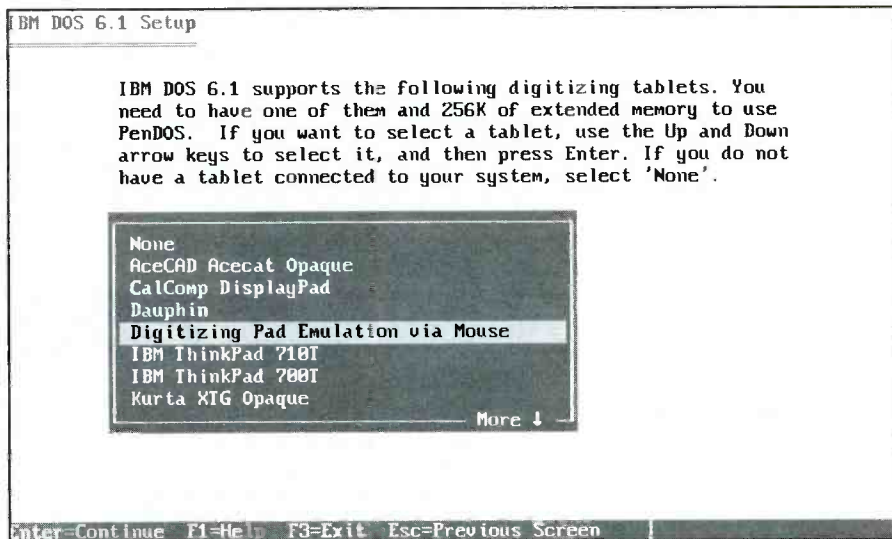 IBM DOS 6.1 Setup
IBM DOS 6.1 supports the following digitizing tablets. You
need to have one of them and 256K of extended memory to use
PenDOS. If you want to select a tablet, use the Up and Down
arrow keys to select it, and then press Enter. If you do not
have a tablet connected to your system, select 'None'.
None
AceCAD Acecat Opaque
CalComp DisplayPad
Dauphin
Digitizing Pad Emulation via Mouse
IBM ThinkPad 710T
IBM ThinkPad 700T
Kurta XTG Opaque
More ↓
Enter=Continue F1=Help F3=Exit Esc=Previous Screen